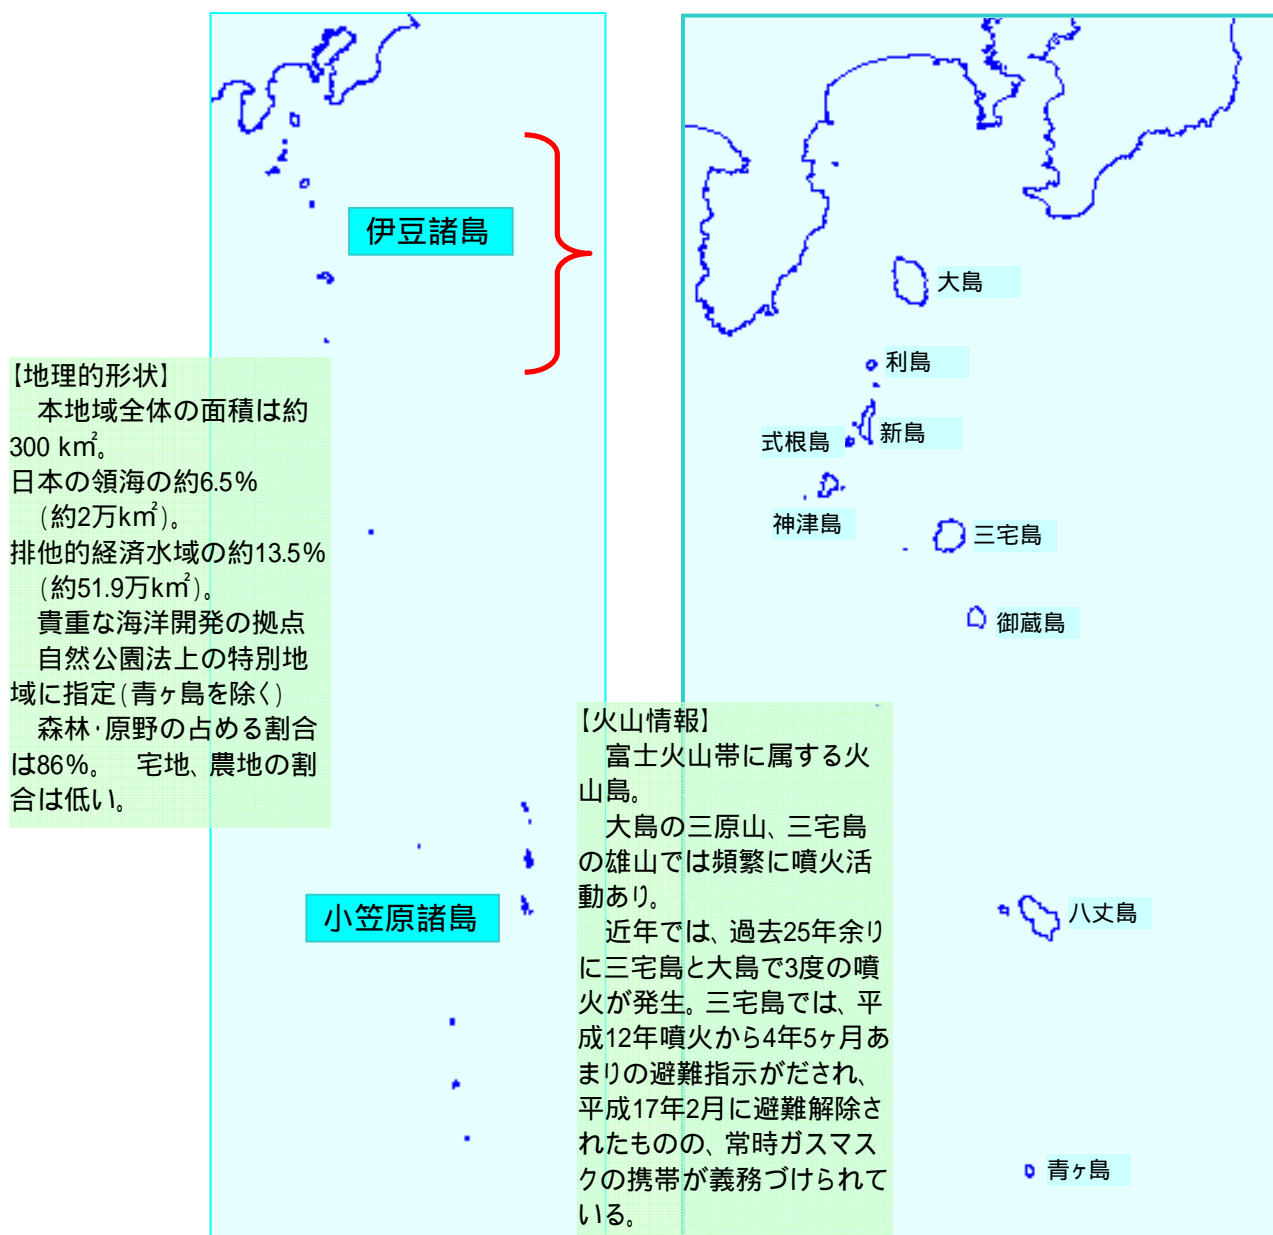 伊豆諸島
【地理的形状】
本地域全体の面積は約
300 km²。
日本の領海の約6.5%
(約2万km²)。
排他的経済水域の約13.5%
(約51.9万km²)。
貴重な海洋開発の拠点
自然公園法上の特別地
域に指定(青ヶ島を除く)
森林・原野の占める割合
は86%。　宅地、農地の割
合は低い。
小笠原諸島
【火山情報】
富士火山帯に属する火
山島。
大島の三原山、三宅島
の雄山では頻繁に噴火活
動あり。
近年では、過去25年余り
に三宅島と大島で3度の噴
火が発生。三宅島では、平
成12年噴火から4年5ヶ月あ
まりの避難指示がだされ、
平成17年2月に避難解除さ
れたものの、常時ガスマス
クの携帯が義務づけられて
いる。
大島
利島
新島
式根島
神津島
三宅島
御蔵島
八丈島
青ヶ島